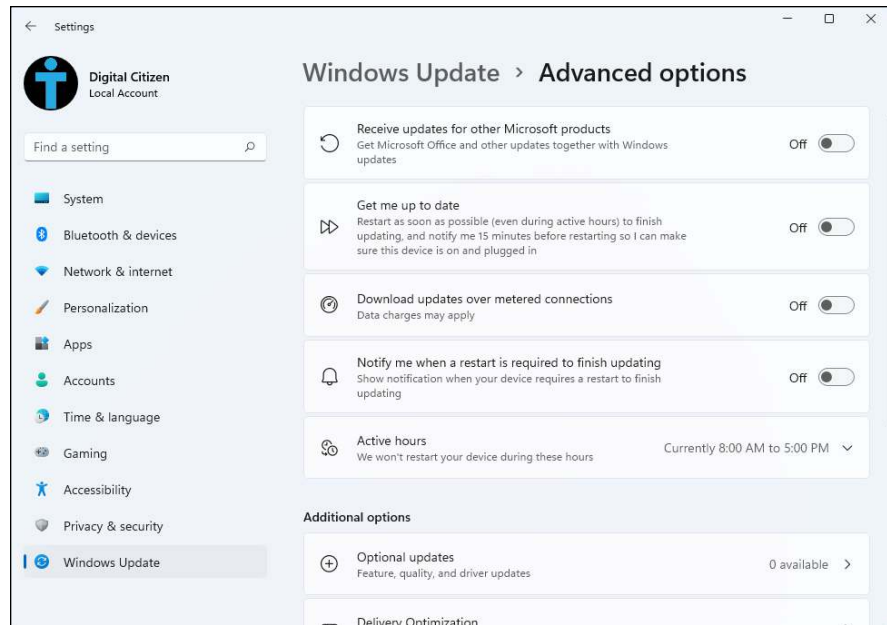 Settings
Digital Citizen
Local Account
Find a setting
System
Bluetooth & devices
Network & internet
Personalization
Apps
Accounts
Time & language
Gaming
Accessibility
Privacy & security
Windows Update
Windows Update > Advanced options
Receive updates for other Microsoft products
Get Microsoft Office and other updates together with Windows
updates
Off
Get me up to date
Restart as soon as possible (even during active hours) to finish
updating, and notify me 15 minutes before restarting so I can make
sure this device is on and plugged in
Off
Download updates over metered connections
Data charges may apply
Off
Notify me when a restart is required to finish updating
Show notification when your device requires a restart to finish
updating
Off
Active hours
We won't restart your device during these hours
Currently 8:00 AM to 5:00 PM
Additional options
Optional updates
Feature, quality, and driver updates
0 available
Delivery Optimization